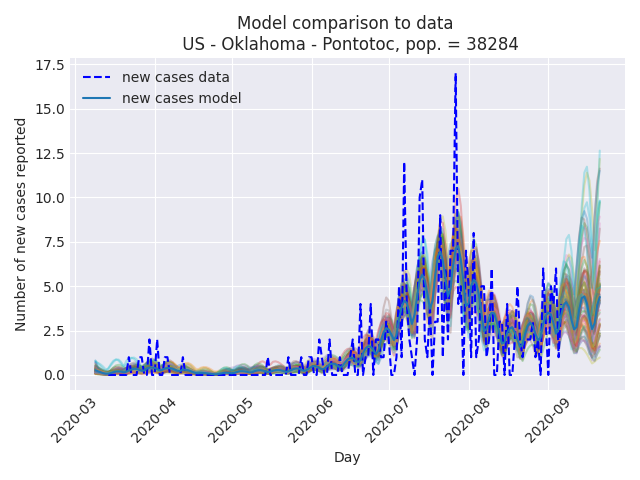 Model comparison to data
US - Oklahoma - Pontotoc, pop. = 38284
new cases data
new cases model
Number of new cases reported
17.5
15.0
12.5
10.0
7.5
5.0
2.5
0.0
2020-03
2020-04
2020-05
2020-06
2020-07
2020-08
2020-09
Day